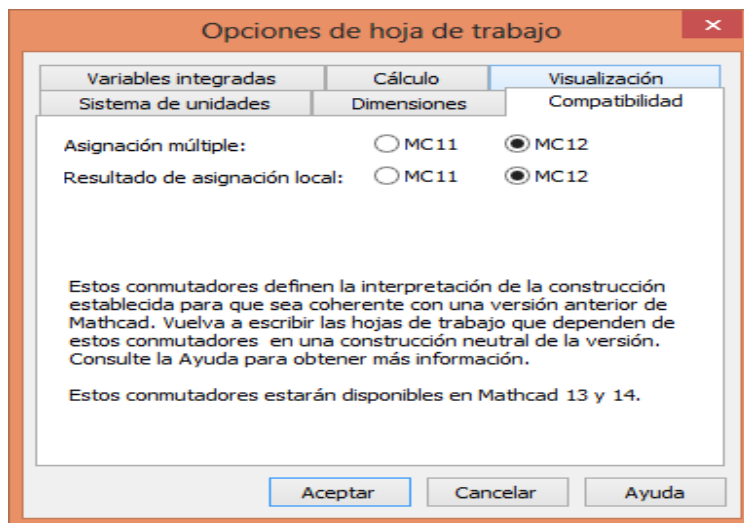 Opciones de hoja de trabajo
Variables integradas Cálculo Visualización
Sistema de unidades Dimensiones Compatibilidad
Asignación múltiple: MC11 MC12
Resultado de asignación local: MC11 MC12
Estos conmutadores definen la interpretación de la construcción
establecida para que sea coherente con una versión anterior de
Mathcad. Vuelva a escribir las hojas de trabajo que dependen de
estos conmutadores en una construcción neutral de la versión.
Consulte la Ayuda para obtener más información.
Estos conmutadores estarán disponibles en Mathcad 13 y 14.
Aceptar Cancelar Ayuda